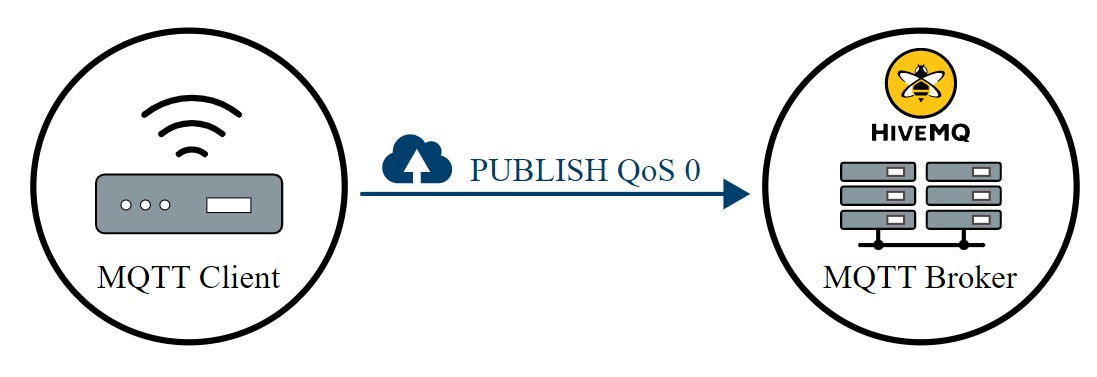 HIVEMQ
PUBLISH QoS 0
MQTT Client
MQTT Broker